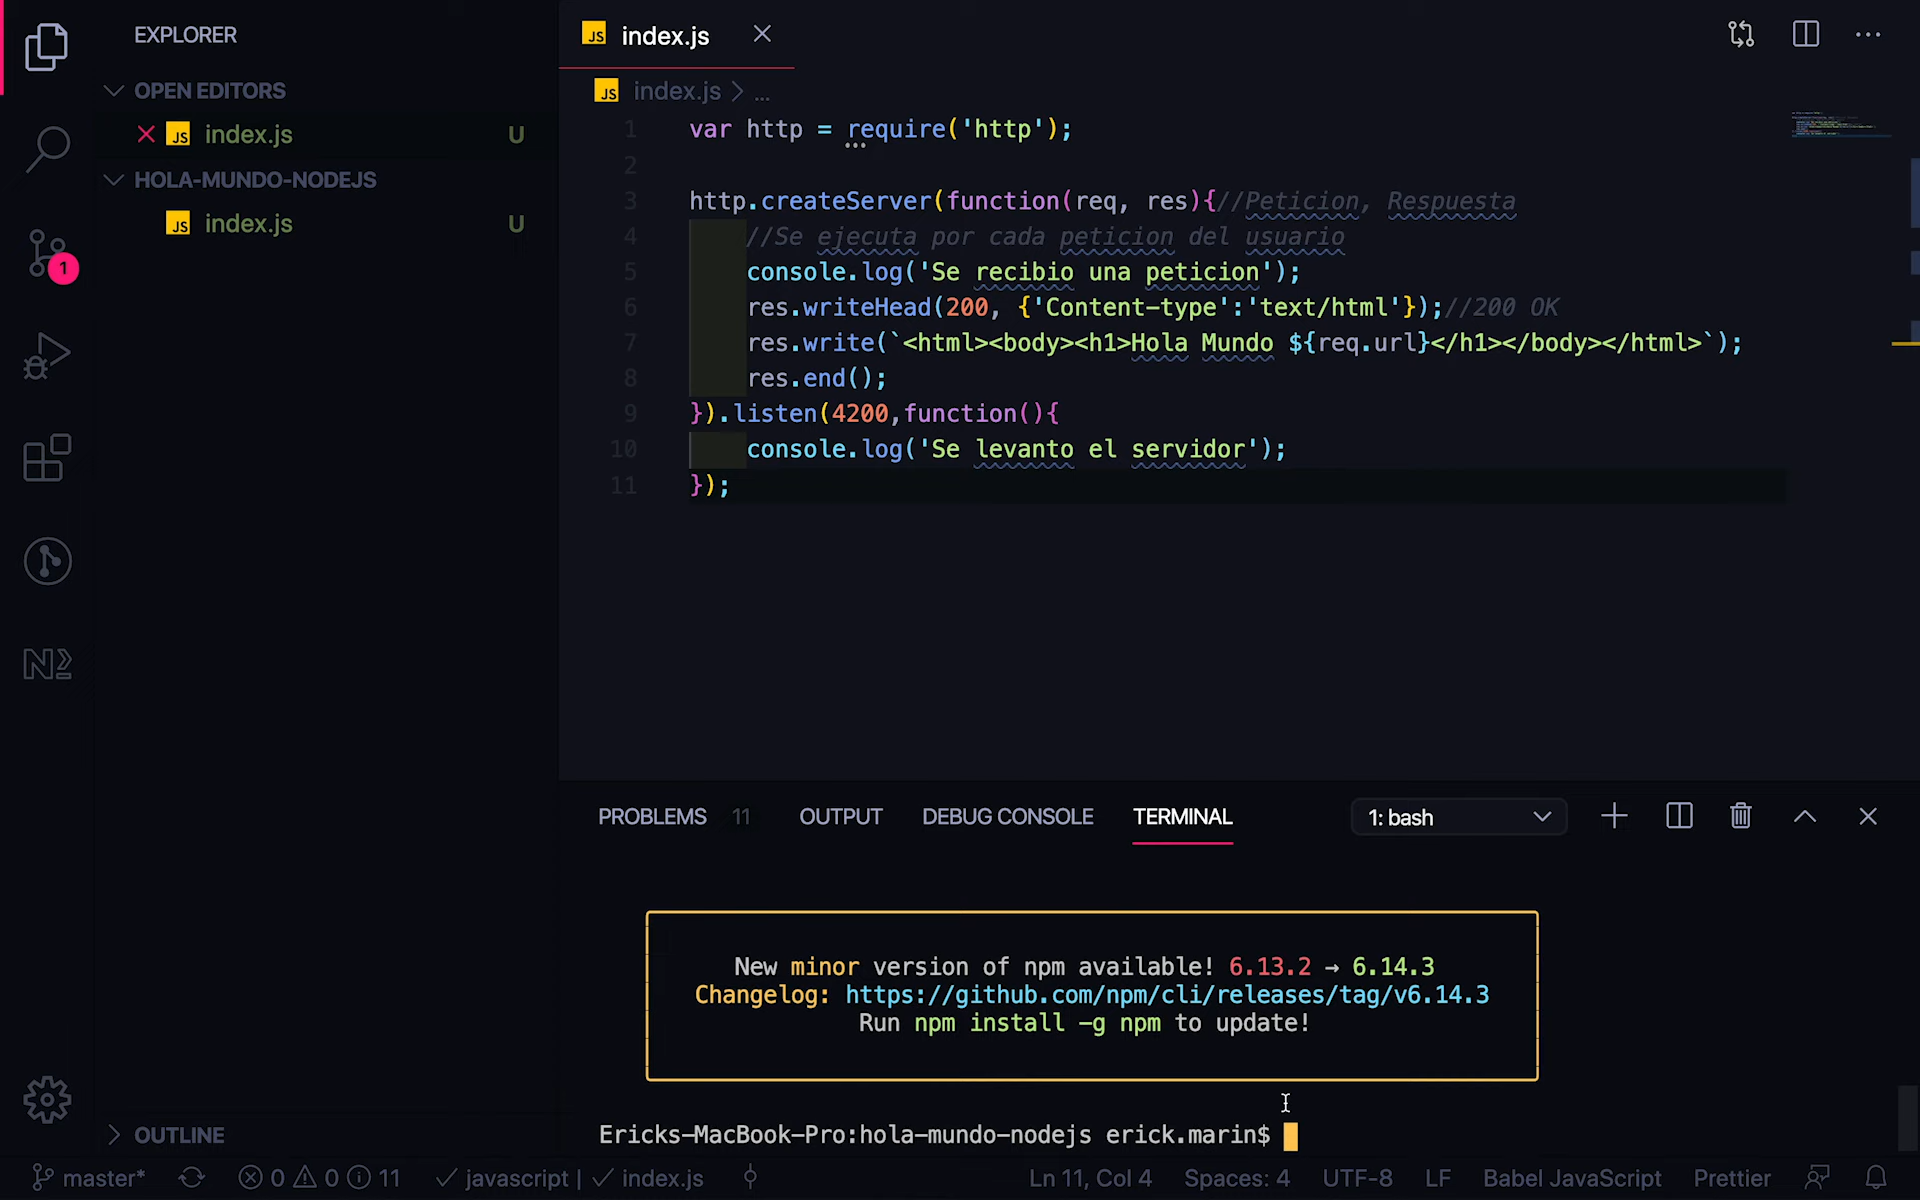 EXPLORER
OPEN EDITORS
JS index.js U
HOLA-MUNDO-NODEJS
JS index.js U
1
OUTLINE
JS index.js
JS index.js > ...
1 var http = require('http');
2
3 http.createServer(function(req, res){//Peticion, Respuesta
4 //Se ejecuta por cada peticion del usuario
5 console.log('Se recibio una peticion');
6 res.writeHead(200, {'Content-type':'text/html'});//200 OK
7 res.write(`<html><body><h1>Hola Mundo ${req.url}</h1></body></html>`);
8 res.end();
9 }).listen(4200,function(){
10 console.log('Se levanto el servidor');
11 });
PROBLEMS 11 OUTPUT DEBUG CONSOLE TERMINAL 1: bash
New minor version of npm available! 6.13.2 → 6.14.3
Changelog: https://github.com/npm/cli/releases/tag/v6.14.3
Run npm install -g npm to update!
Ericks-MacBook-Pro:hola-mundo-nodejs erick.marin$
master* 0 0 11 javascript | index.js Ln 11, Col 4 Spaces: 4 UTF-8 LF Babel JavaScript Prettier